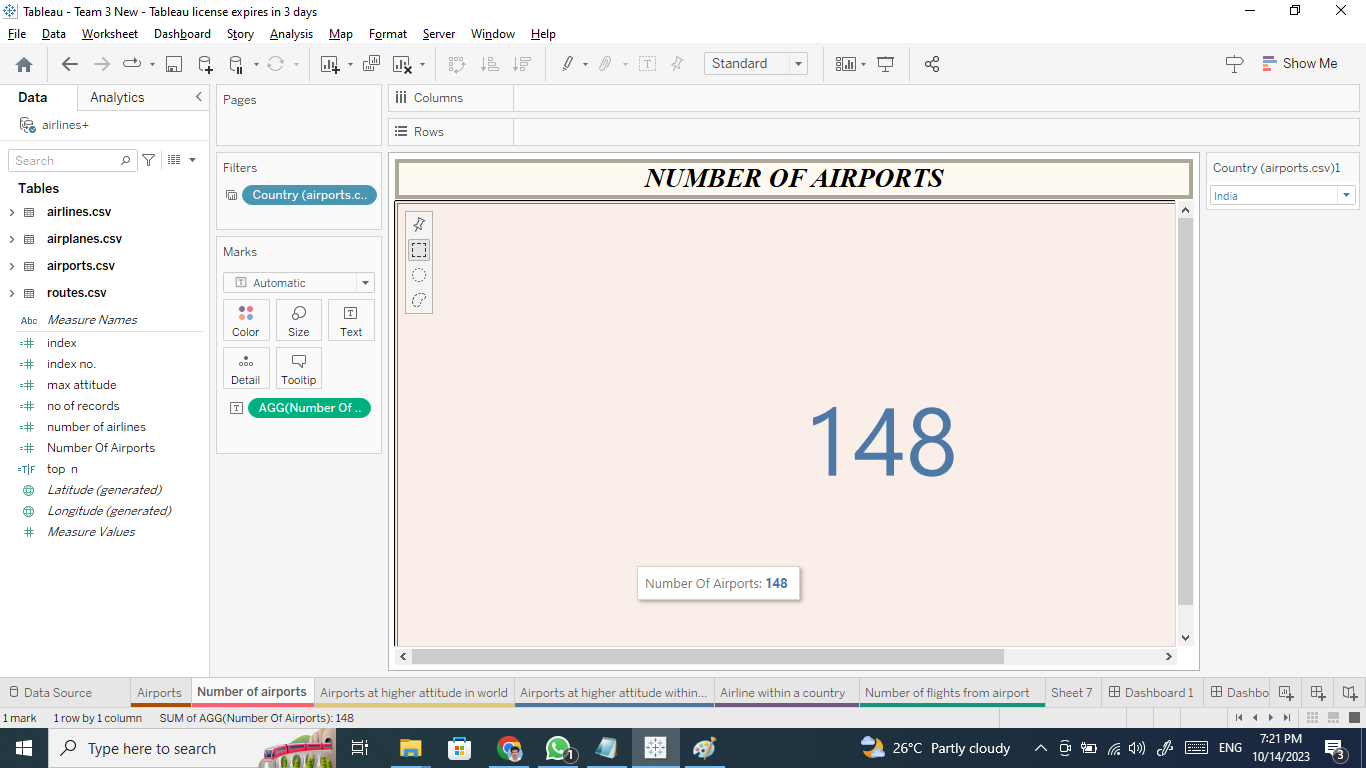 Tableau - Team 3 New - Tableau license expires in 3 days
File Data Worksheet Dashboard Story Analysis Map Format Server Window Help
Standard
Show Me
Data Analytics
airlines+
Search
Tables
airlines.csv
airplanes.csv
airports.csv
routes.csv
Abc Measure Names
index
index no.
max attitude
no of records
number of airlines
Number Of Airports
T|F top n
Latitude (generated)
Longitude (generated)
Measure Values
Pages
Filters
Country (airports.c..
Marks
Automatic
Color Size Text
Detail Tooltip
AGG(Number Of ..
Columns
Rows
NUMBER OF AIRPORTS
148
Number Of Airports: 148
Country (airports.csv)1
India
Data Source Airports Number of airports Airports at higher attitude in world Airports at higher attitude within... Airline within a country Number of flights from airport Sheet 7 Dashboard 1 Dashbo
1 mark 1 row by 1 column SUM of AGG(Number Of Airports): 148
Type here to search
1
26°C Partly cloudy
ENG
7:21 PM
10/14/2023
3